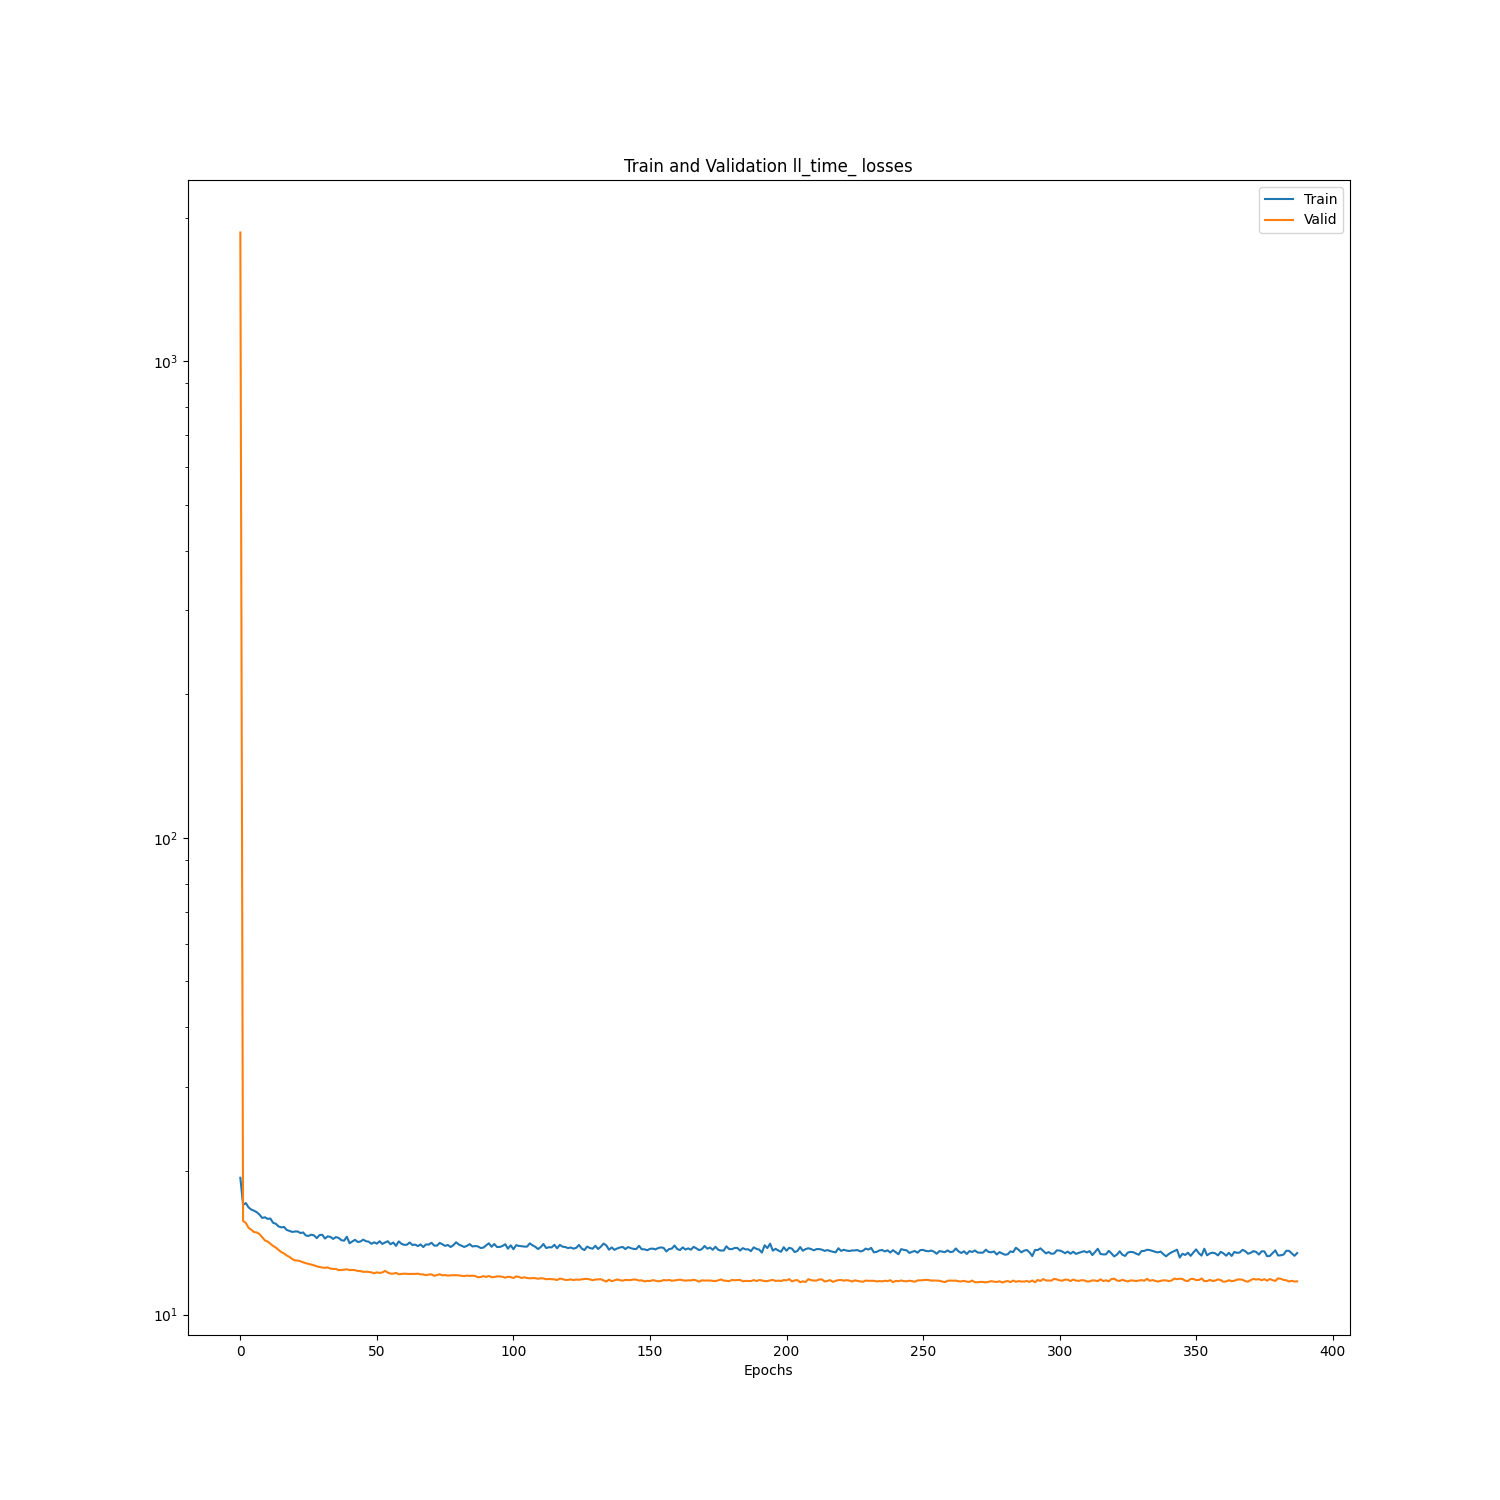 Train and Validation ll_time_ losses
Train
Valid
10³
10²
10¹
0 50 100 150 200 250 300 350 400
Epochs